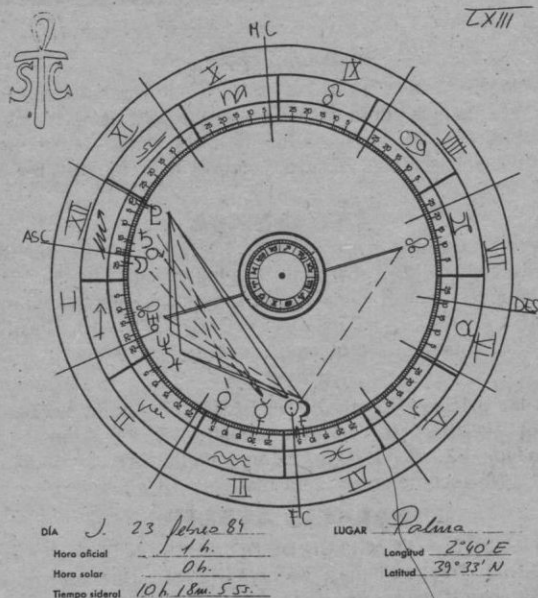 LXIII
MC
X
IX
XI
VIII
XII
ASC
VII
I
DES
VI
II
V
III
IV
FC
DÍA J. 23 febrero 84 LUGAR Palma
Hora oficial 1 h. Longitud 2°40' E
Hora solar 0 h. Latitud 39°33' N
Tiempo sideral 10 h. 18 m. 5 5s.